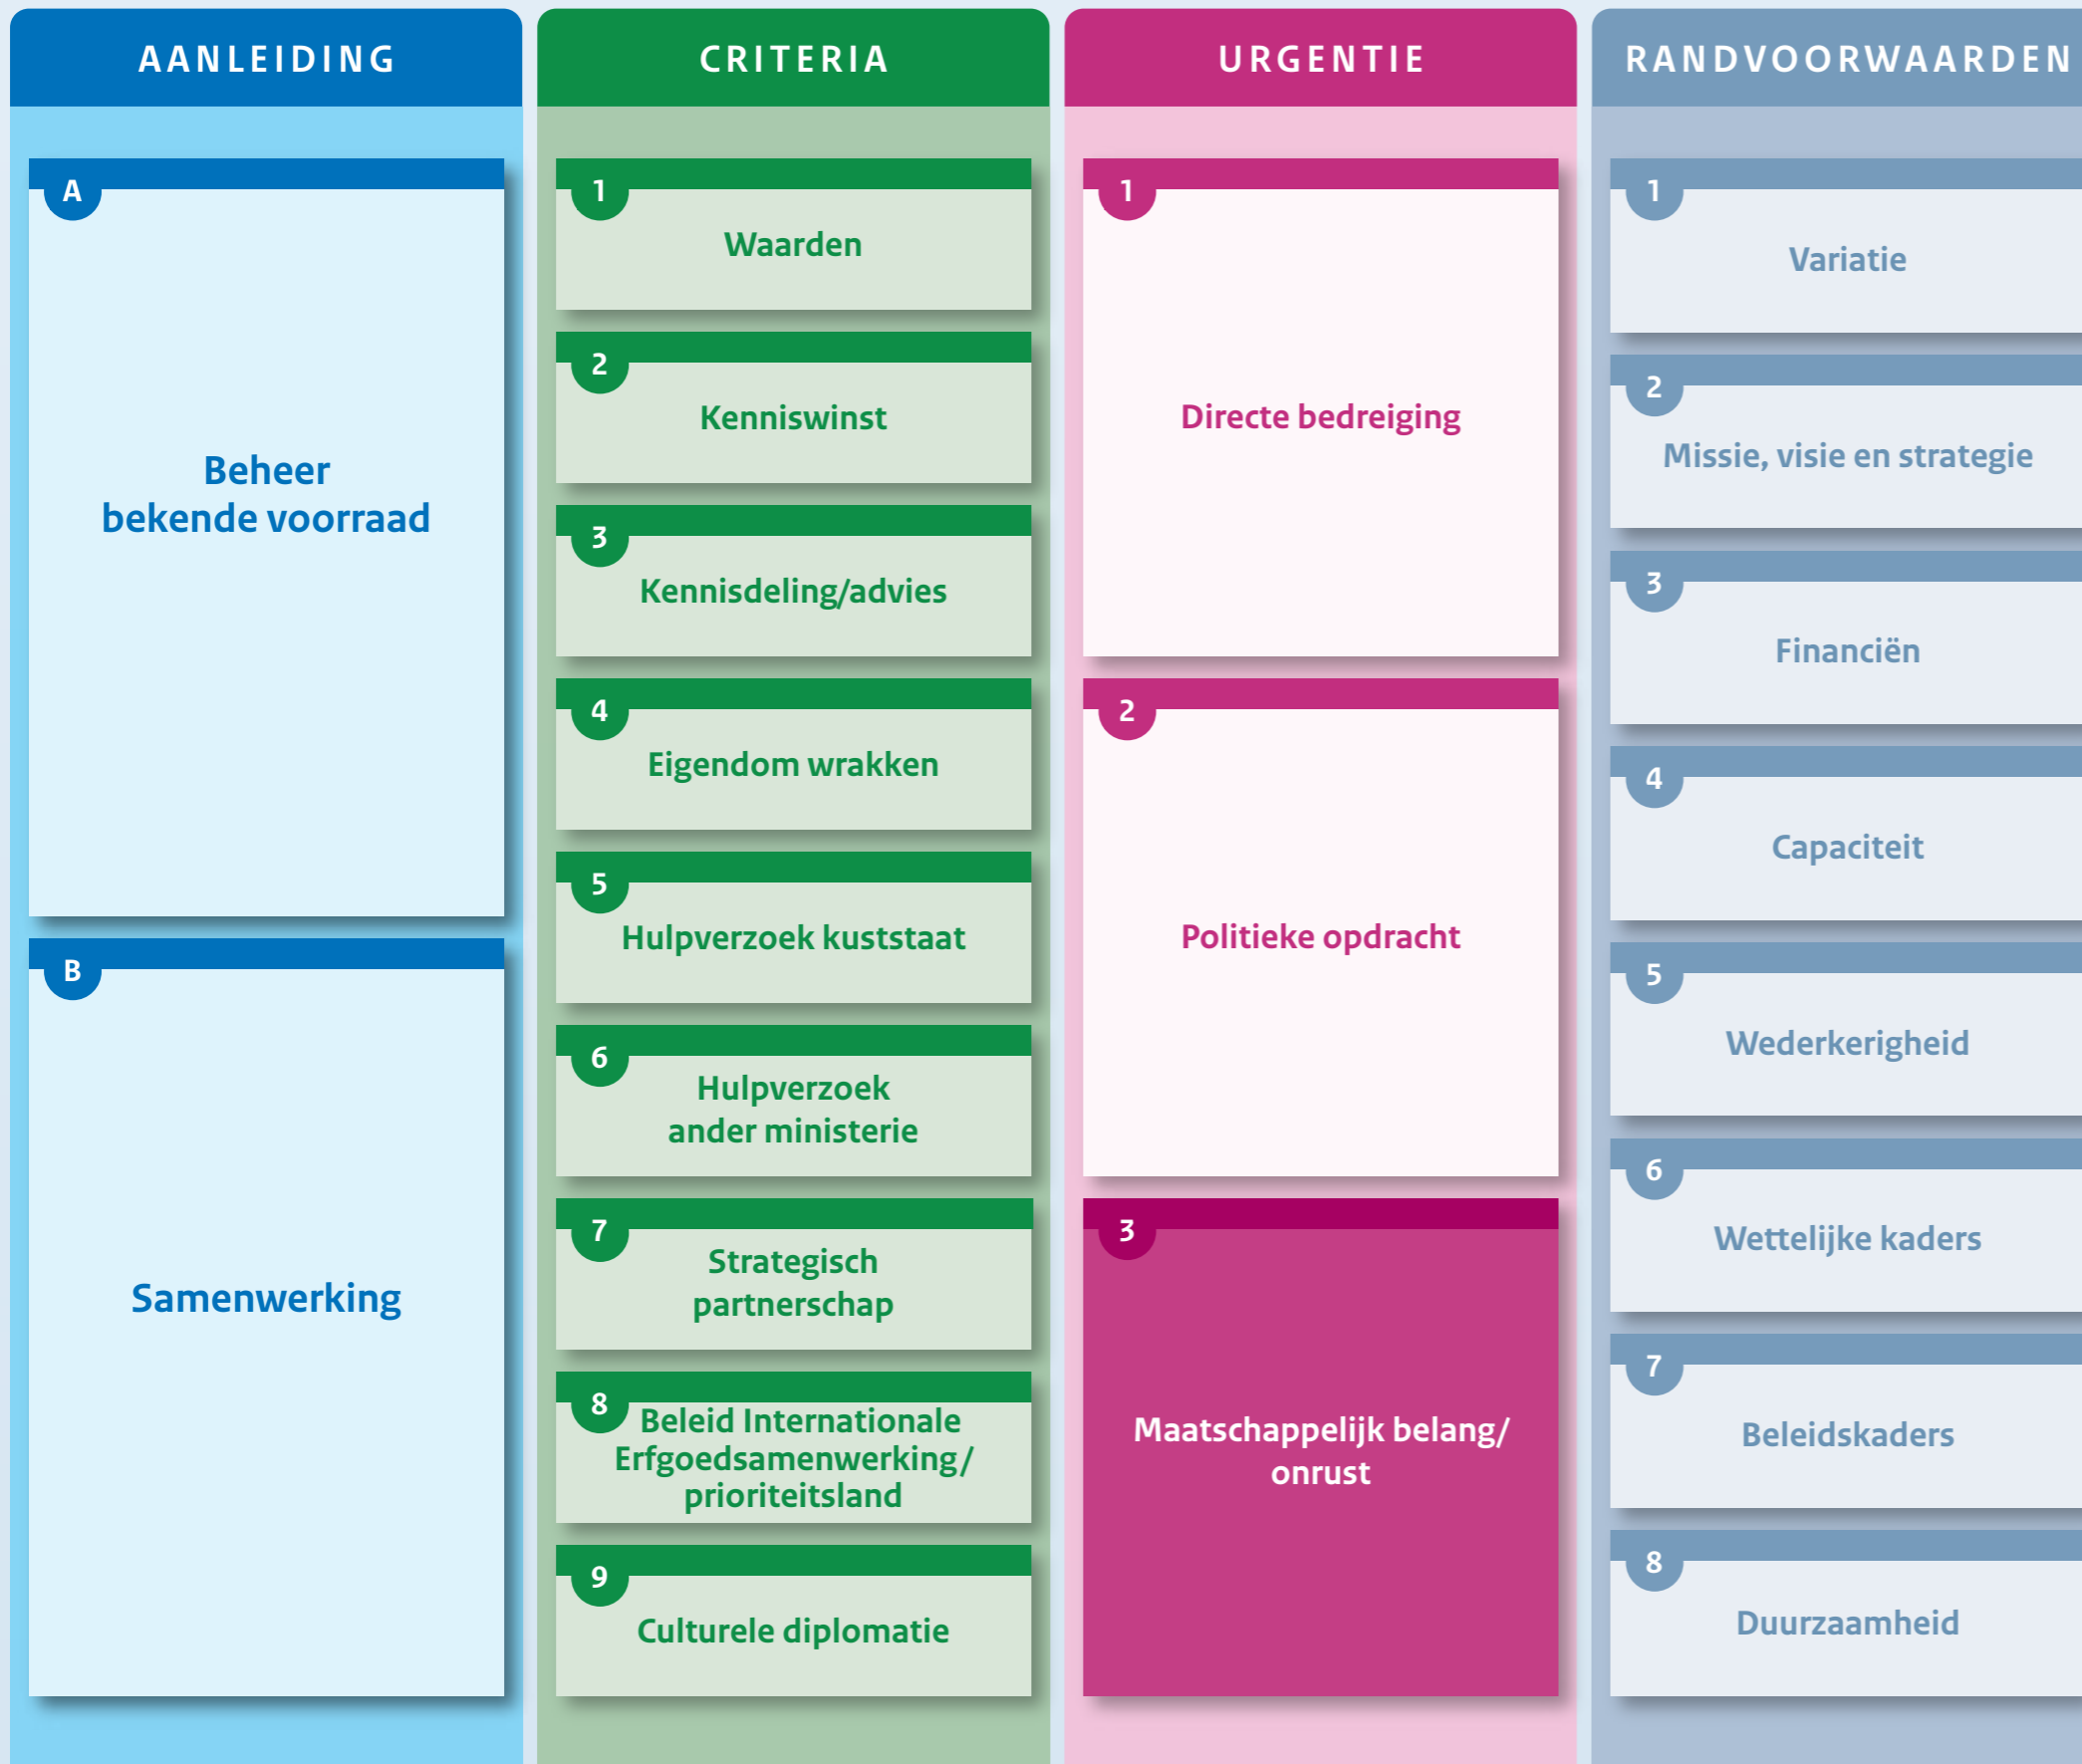 AANLEIDING
A
Beheer
bekende voorraad
B
Samenwerking
CRITERIA
1
Waarden
2
Kenniswinst
3
Kennisdeling/advies
4
Eigendom wrakken
5
Hulpverzoek kuststaat
6
Hulpverzoek
ander ministerie
7
Strategisch
partnerschap
8
Beleid Internationale
Erfgoedsamenwerking/
prioriteitsland
9
Culturele diplomatie
URGENTIE
1
Directe bedreiging
2
Politieke opdracht
3
Maatschappelijk belang/
onrust
RANDVOORWAARDEN
1
Variatie
2
Missie, visie en strategie
3
Financiën
4
Capaciteit
5
Wederkerigheid
6
Wettelijke kaders
7
Beleidskaders
8
Duurzaamheid